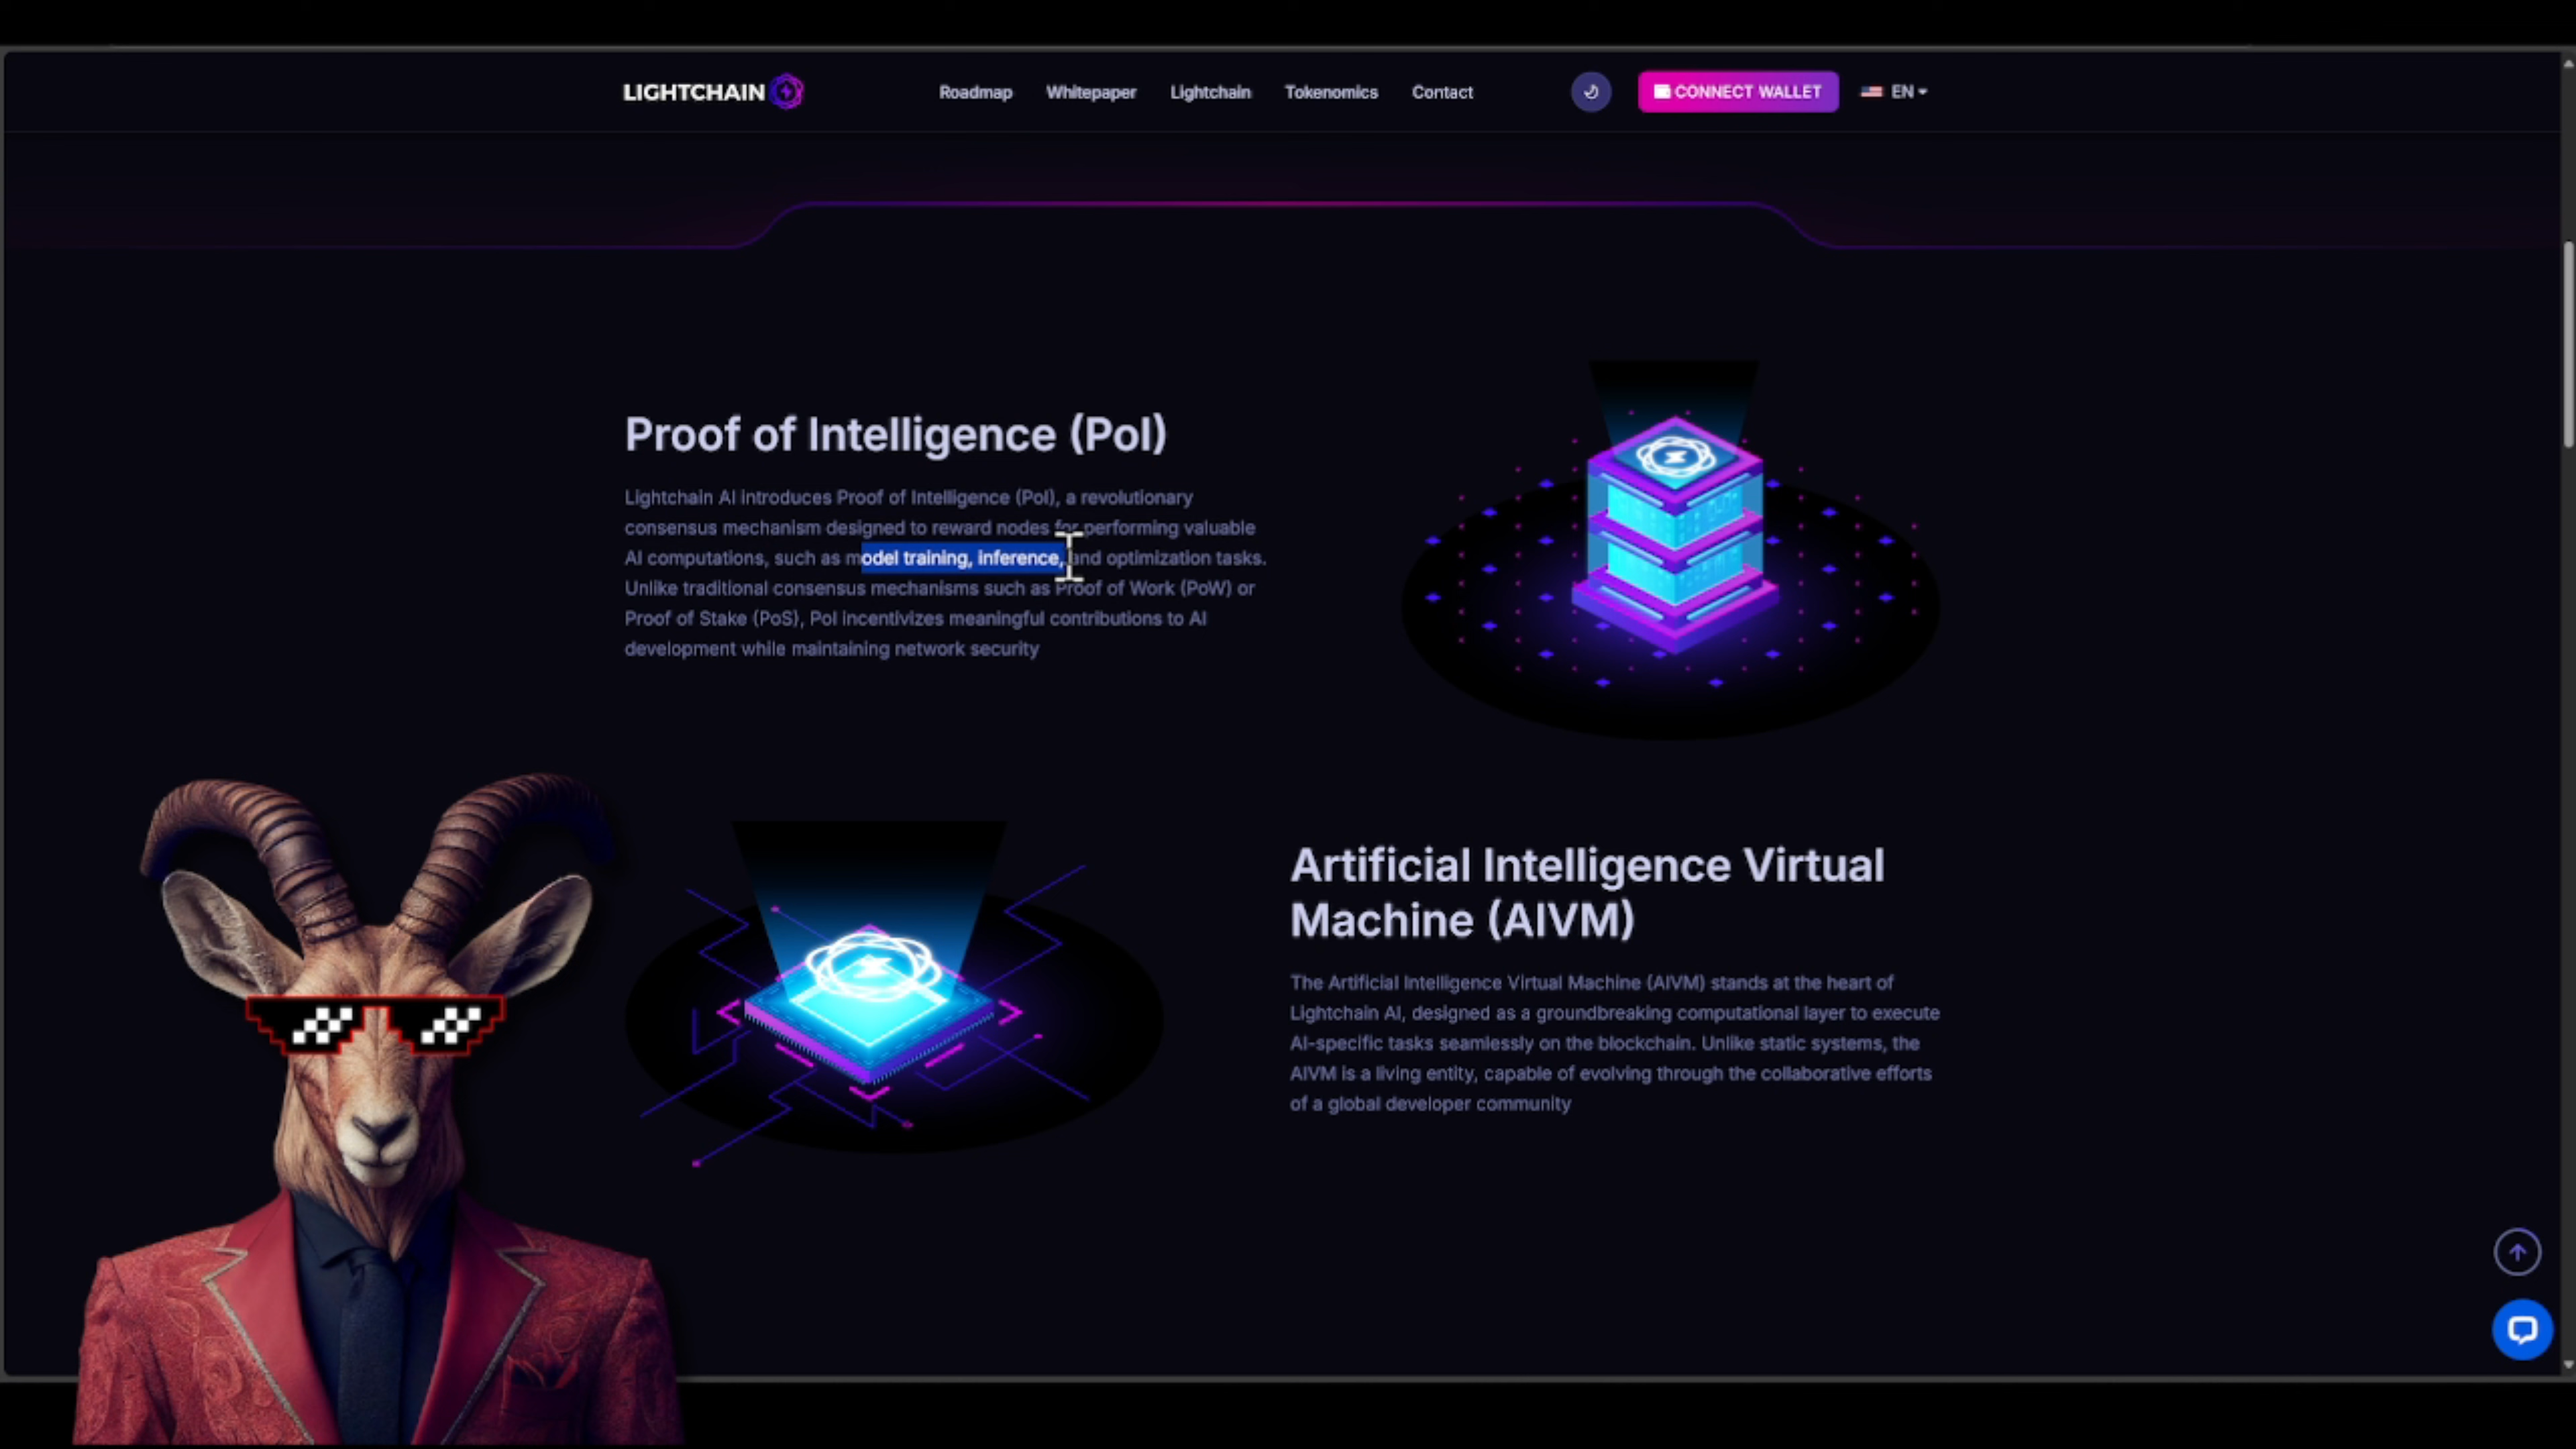 LIGHTCHAIN
Roadmap
Whitepaper
Lightchain
Tokenomics
Contact
CONNECT WALLET
EN
Proof of Intelligence (PoI)
Lightchain AI introduces Proof of Intelligence (PoI), a revolutionary
consensus mechanism designed to reward nodes for performing valuable
AI computations, such as model training, inference, and optimization tasks.
Unlike traditional consensus mechanisms such as Proof of Work (PoW) or
Proof of Stake (PoS), PoI incentivizes meaningful contributions to AI
development while maintaining network security
Artificial Intelligence Virtual
Machine (AIVM)
The Artificial Intelligence Virtual Machine (AIVM) stands at the heart of
Lightchain AI, designed as a groundbreaking computational layer to execute
AI-specific tasks seamlessly on the blockchain. Unlike static systems, the
AIVM is a living entity, capable of evolving through the collaborative efforts
of a global developer community